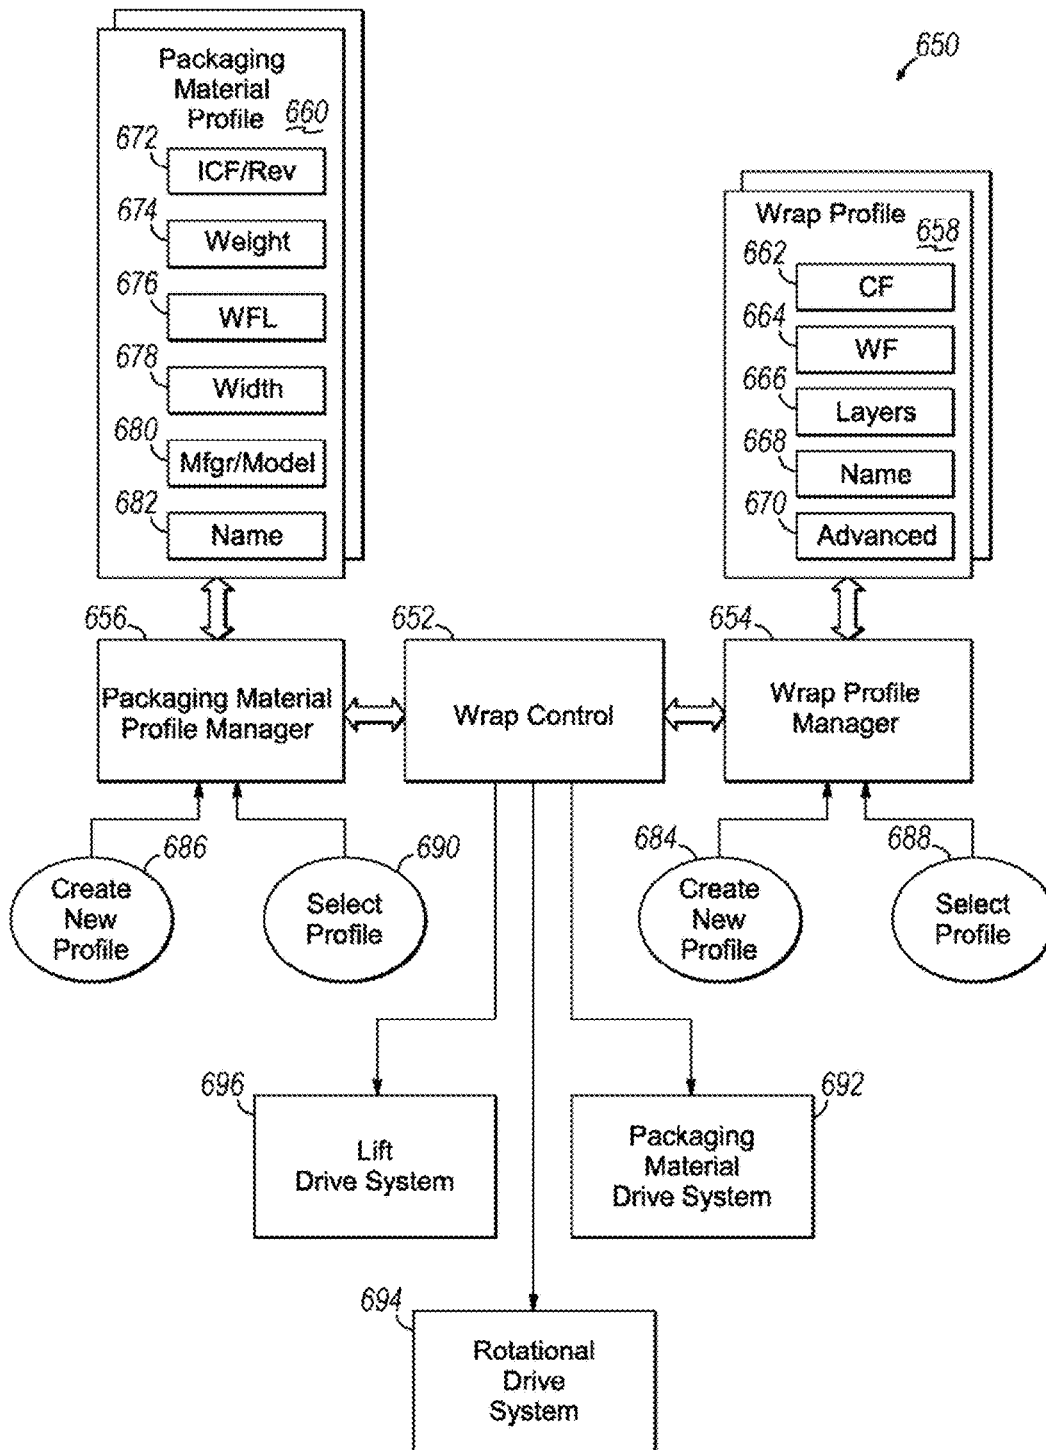 650
Packaging
Material
Profile
660
672
ICF/Rev
674
Weight
676
WFL
678
Width
680
Mfgr/Model
682
Name
Wrap Profile
658
662
CF
664
WF
666
Layers
668
Name
670
Advanced
656
Packaging Material
Profile Manager
652
Wrap Control
654
Wrap Profile
Manager
686
Create
New
Profile
690
Select
Profile
684
Create
New
Profile
688
Select
Profile
696
Lift
Drive System
692
Packaging
Material
Drive System
694
Rotational
Drive
System